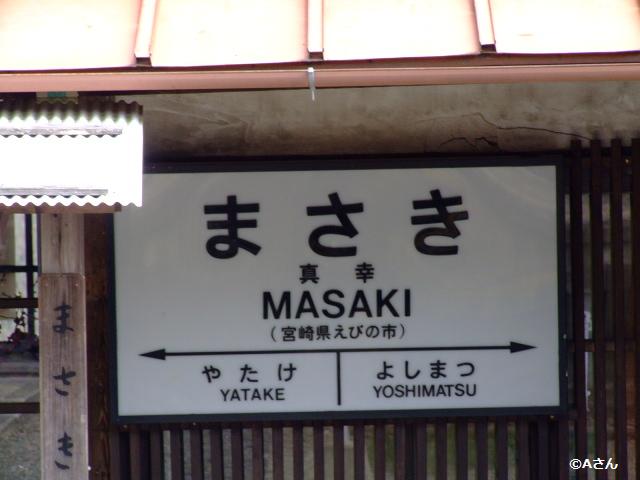 まさき
真幸
MASAKI
(宮崎県えびの市)
やたけ よしまつ
YATAKE YOSHIMATSU
まさき
©Aさん